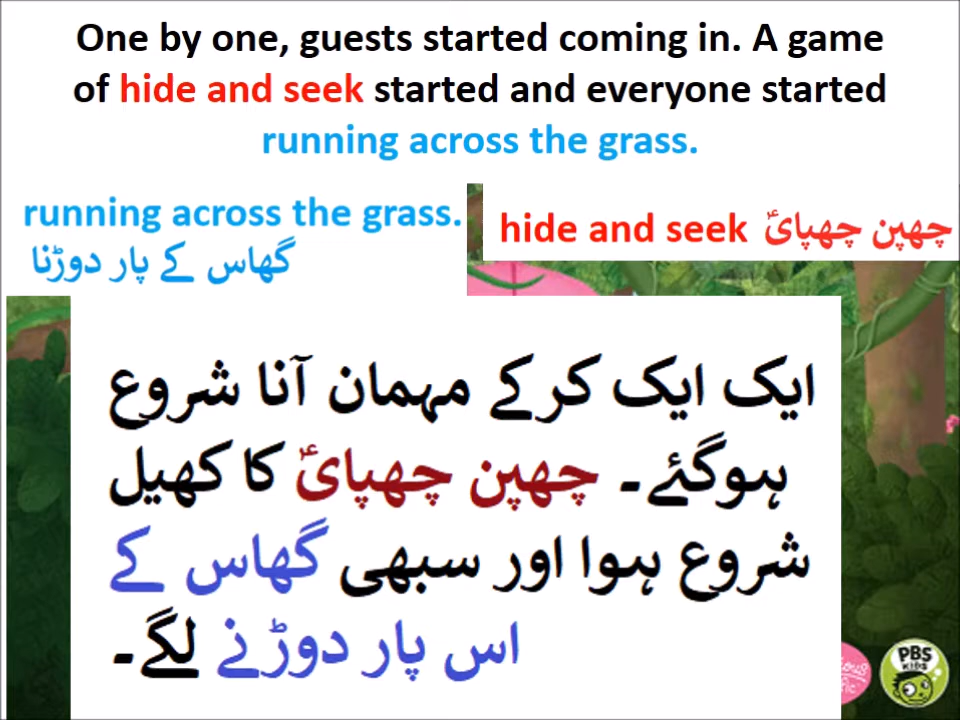 One by one, guests started coming in. A game
of hide and seek started and everyone started
running across the grass.
running across the grass.
گھاس کے پار دوڑنا
hide and seek چھپن چھپائ
ایک ایک کر کے مہمان آنا شروع
ہوگئے۔ چھپن چھپائ کا کھیل
شروع ہوا اور سبھی گھاس کے
اس پار دوڑنے لگے۔
PBS
KIDS